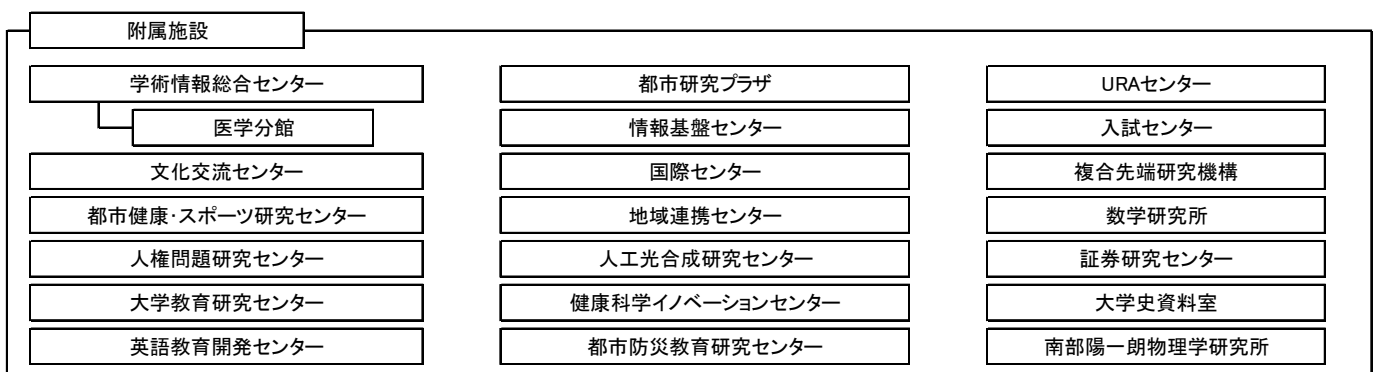 附属施設
学術情報総合センター
医学分館
文化交流センター
都市健康・スポーツ研究センター
人権問題研究センター
大学教育研究センター
英語教育開発センター
都市研究プラザ
情報基盤センター
国際センター
地域連携センター
人工光合成研究センター
健康科学イノベーションセンター
都市防災教育研究センター
URAセンター
入試センター
複合先端研究機構
数学研究所
証券研究センター
大学史資料室
南部陽一郎物理学研究所